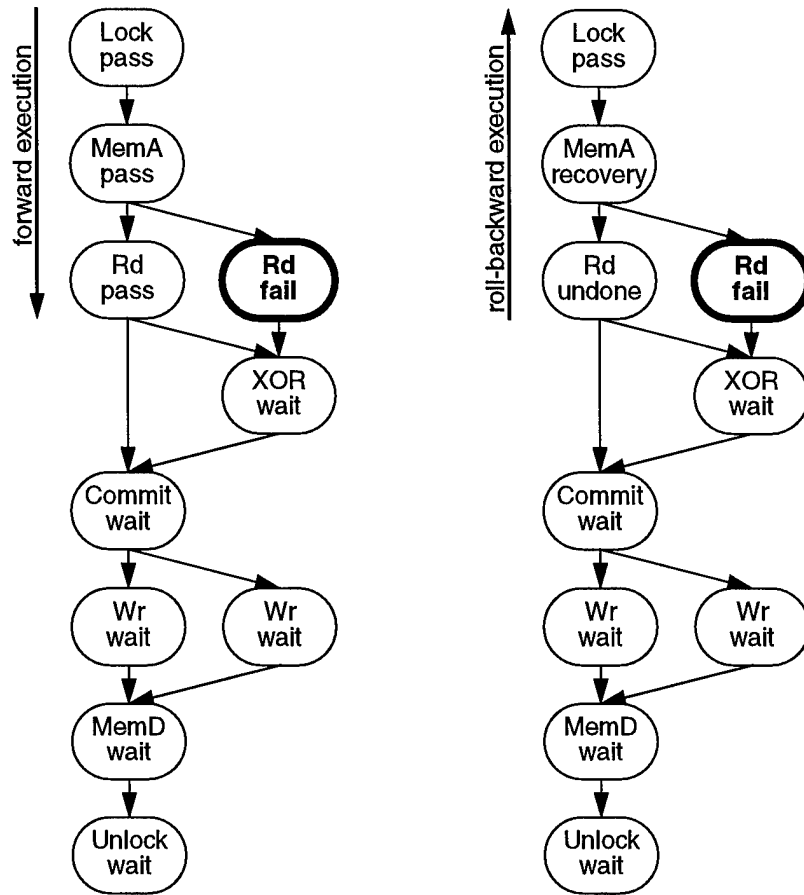 forward execution
Lock
pass
MemA
pass
Rd
pass
Rd
fail
XOR
wait
Commit
wait
Wr
wait
Wr
wait
MemD
wait
Unlock
wait
roll-backward execution
Lock
pass
MemA
recovery
Rd
undone
Rd
fail
XOR
wait
Commit
wait
Wr
wait
Wr
wait
MemD
wait
Unlock
wait